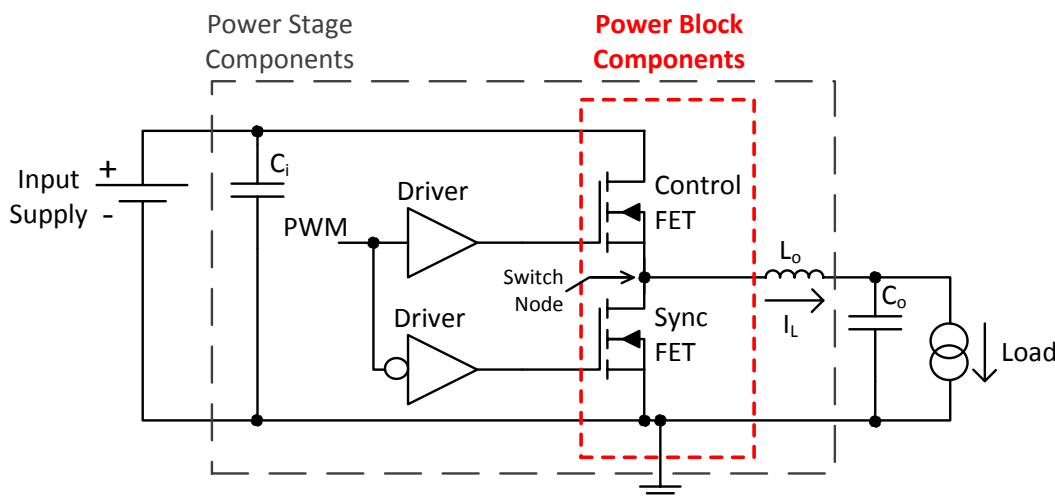 Power Stage
Components
Power Block
Components
Input
Supply
+
-
Ci
Driver
PWM
Control
FET
Switch
Node
Lo
IL
Co
Driver
Sync
FET
Load